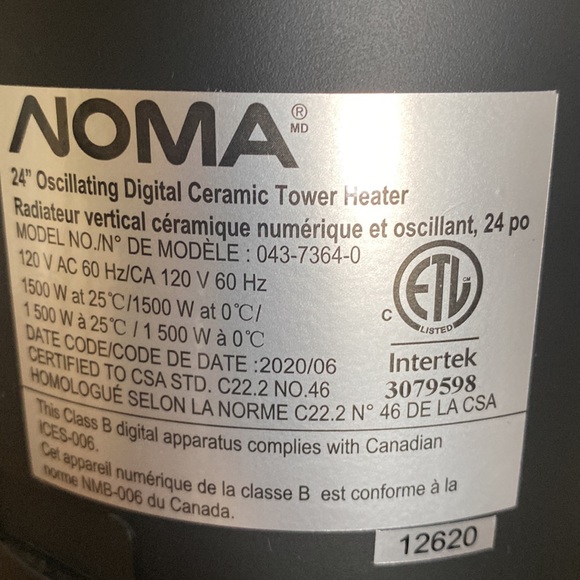 NOMA ® MD
24" Oscillating Digital Ceramic Tower Heater
Radiateur vertical céramique numérique et oscillant, 24 po
MODEL NO./N° DE MODÈLE : 043-7364-0
120 V AC 60 Hz/CA 120 V 60 Hz
1500 W at 25℃/1500 W at 0℃/
1 500 W à 25℃ / 1 500 W à 0℃
DATE CODE/CODE DE DATE :2020/06
CERTIFIED TO CSA STD. C22.2 NO.46
HOMOLOGUÉ SELON LA NORME C22.2 N° 46 DE LA CSA
C ETL CM
LISTED
Intertek
3079598
This Class B digital apparatus complies with Canadian
ICES-006.
Cet appareil numérique de la classe B est conforme à la
norme NMB-006 du Canada.
12620